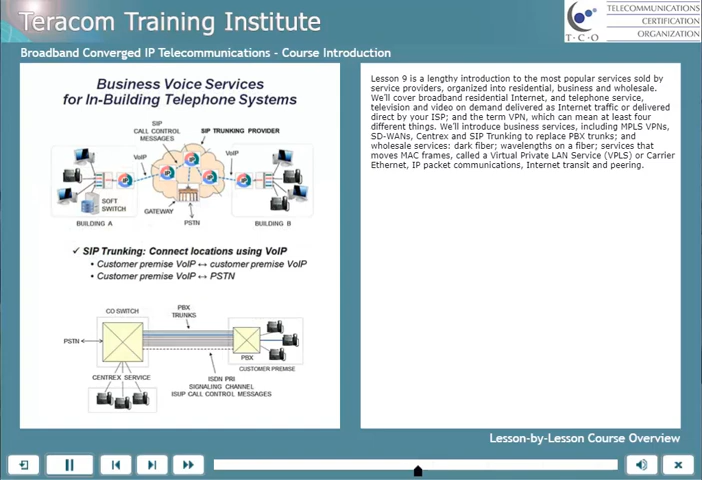 Teracom Training Institute
TELECOMMUNICATIONS
CERTIFICATION
ORGANIZATION
T·C·O
Broadband Converged IP Telecommunications - Course Introduction
Business Voice Services
for In-Building Telephone Systems
SIP
CALL CONTROL
MESSAGES
SIP TRUNKING PROVIDER
VoIP
VoIP
SOFT
SWITCH
GATEWAY
PSTN
BUILDING A
BUILDING B
✓ SIP Trunking: Connect locations using VoIP
• Customer premise VoIP ↔ customer premise VoIP
• Customer premise VoIP ↔ PSTN
CO SWITCH
PBX
TRUNKS
PSTN
PBX
CUSTOMER PREMISE
CENTREX SERVICE
ISDN PRI
SIGNALING CHANNEL
ISUP CALL CONTROL MESSAGES
Lesson 9 is a lengthy introduction to the most popular services sold by
service providers, organized into residential, business and wholesale.
We'll cover broadband residential Internet, and telephone service,
television and video on demand delivered as Internet traffic or delivered
direct by your ISP; and the term VPN, which can mean at least four
different things. We'll introduce business services, including MPLS VPNs,
SD-WANs, Centrex and SIP Trunking to replace PBX trunks; and
wholesale services: dark fiber; wavelengths on a fiber; services that
moves MAC frames, called a Virtual Private LAN Service (VPLS) or Carrier
Ethernet, IP packet communications, Internet transit and peering.
Lesson-by-Lesson Course Overview